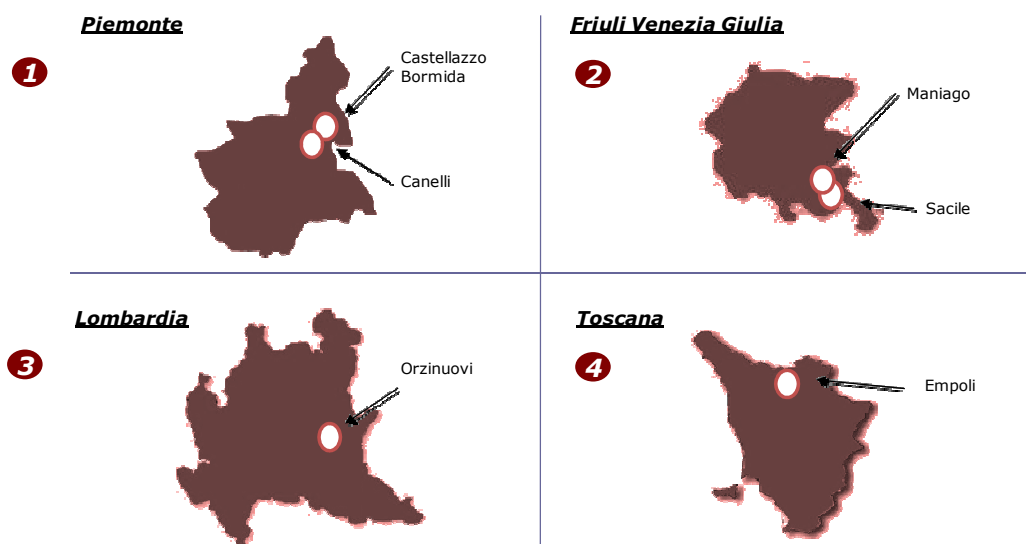 Piemonte
1
Castellazzo
Bormida
Canelli
Friuli Venezia Giulia
2
Maniago
Sacile
Lombardia
3
Orzinuovi
Toscana
4
Empoli